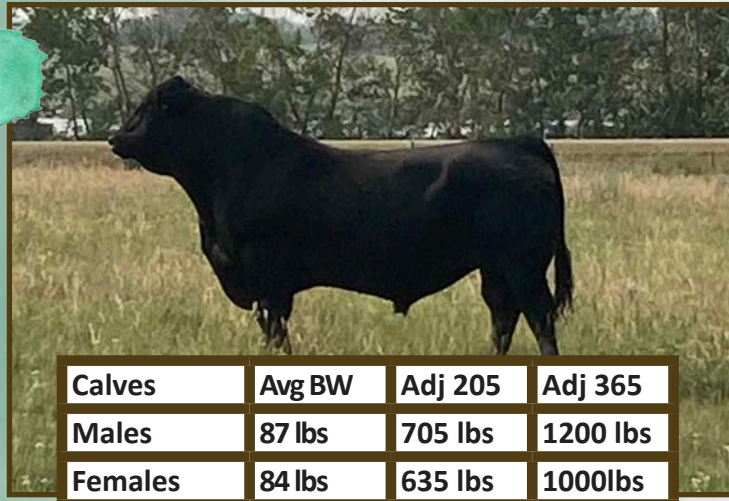 Calves Avg BW Adj 205 Adj 365
Males 87 lbs 705 lbs 1200 lbs
Females 84 lbs 635 lbs 1000lbs